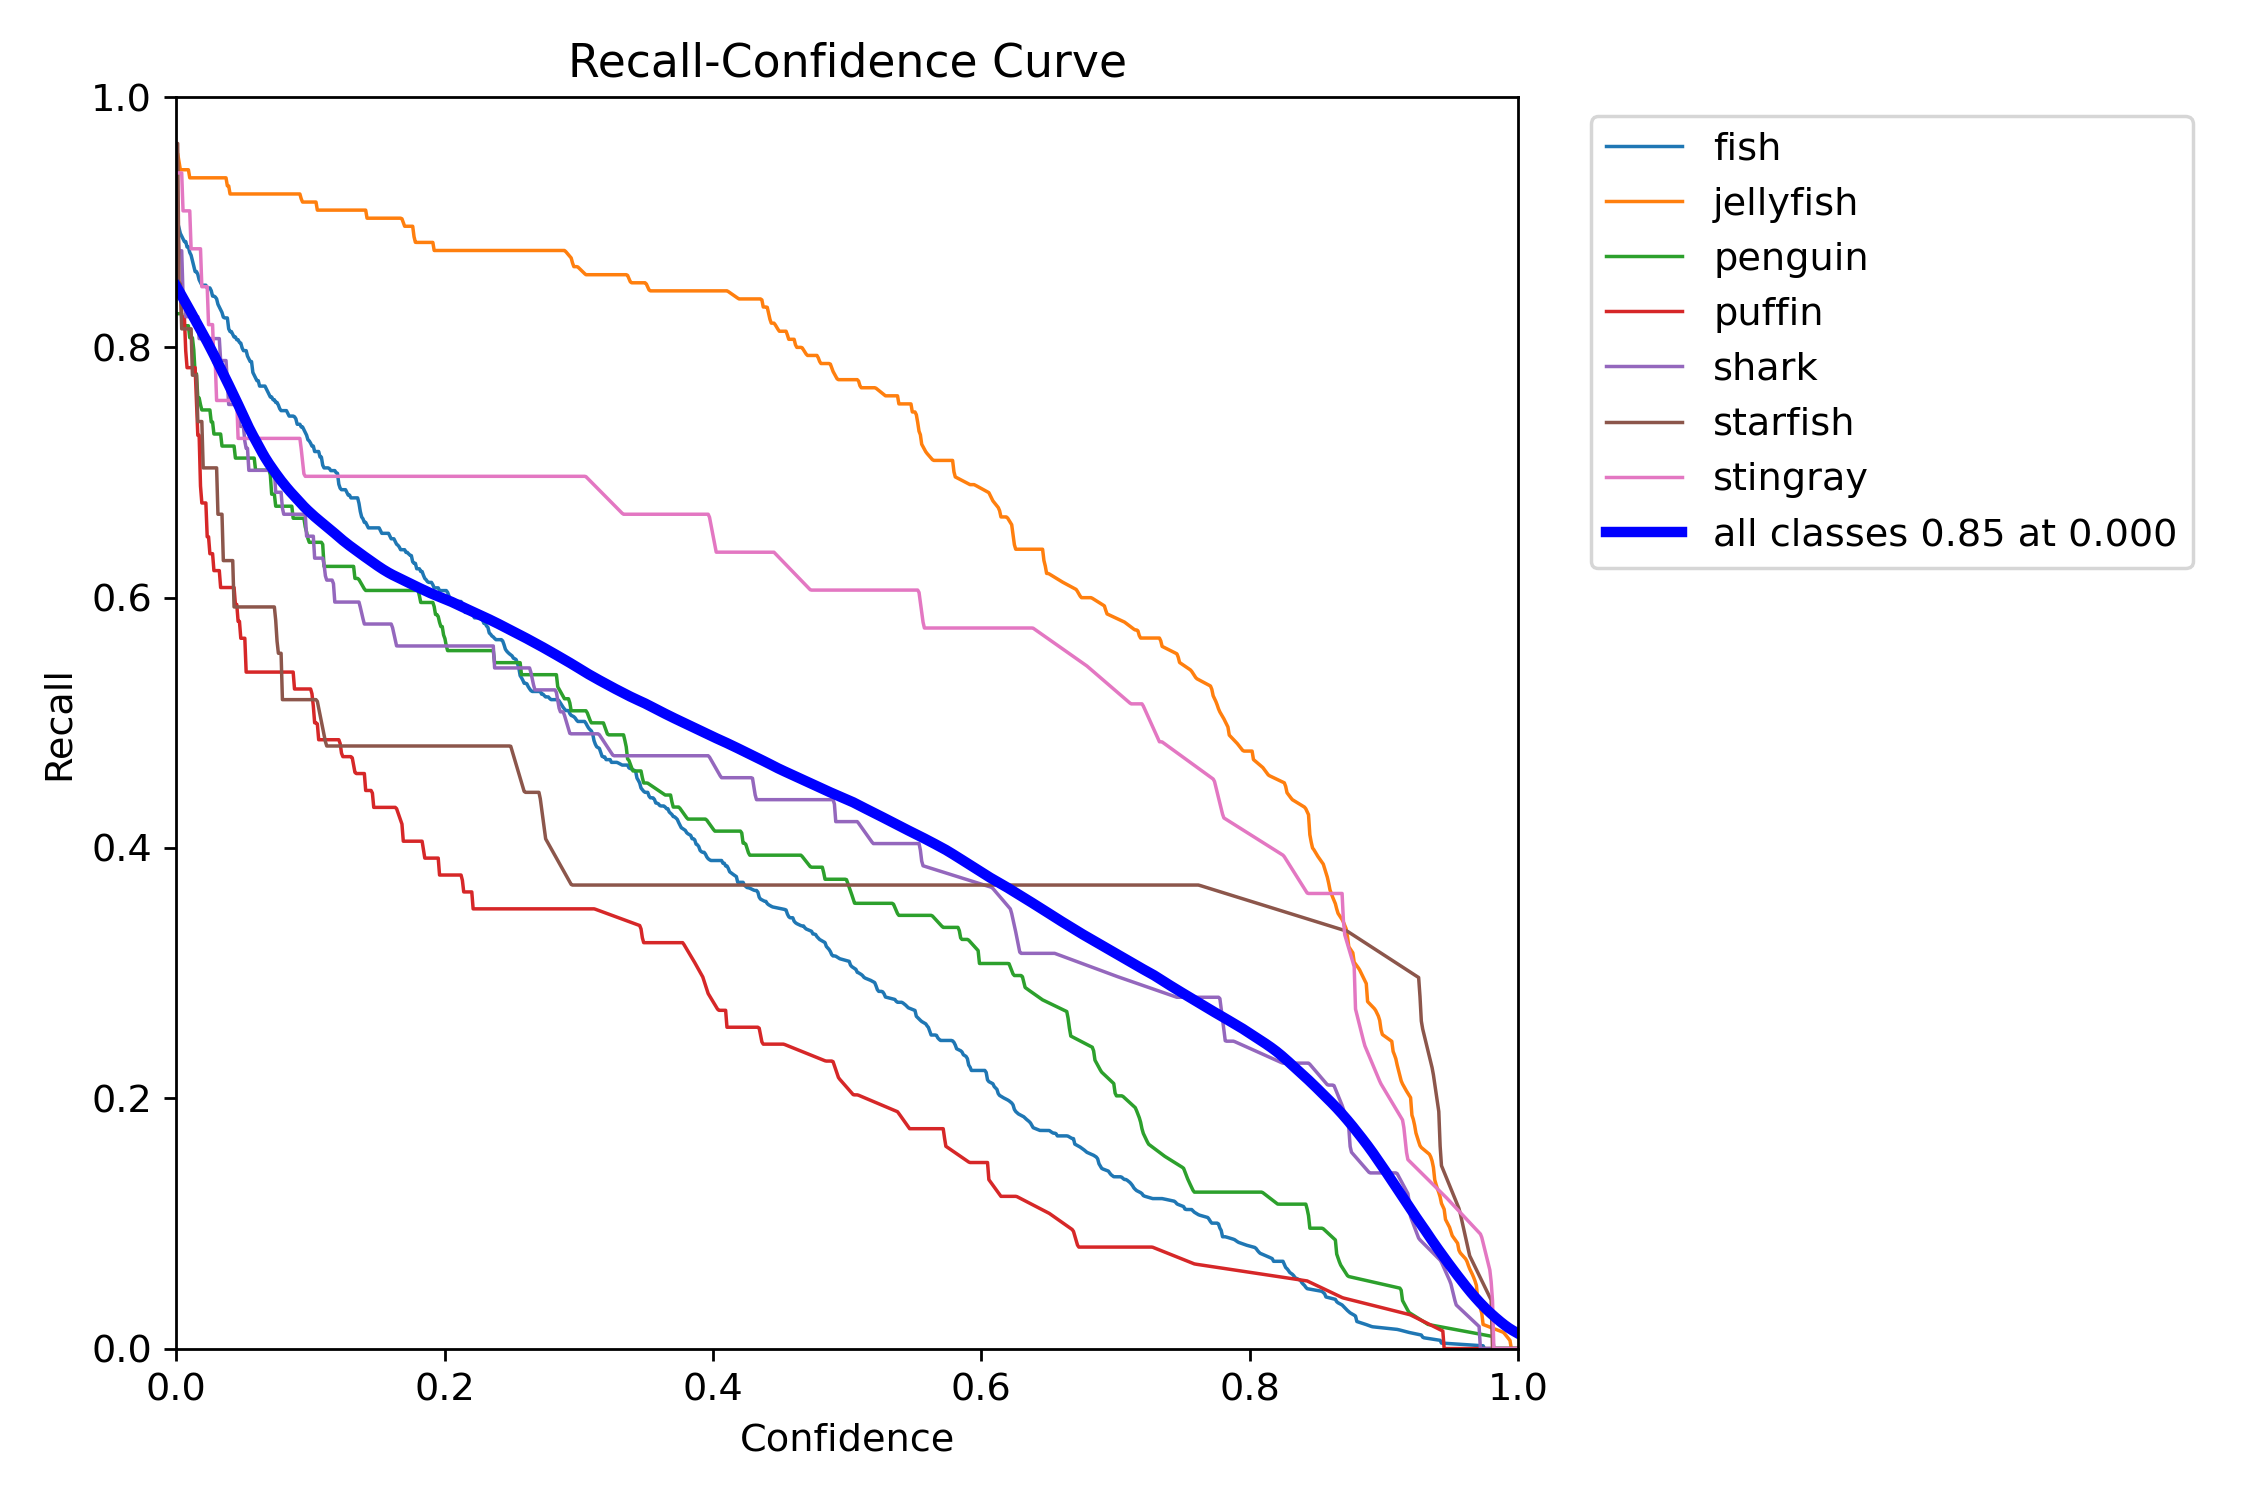 Recall-Confidence Curve
1.0
0.8
0.6
0.4
0.2
0.0
Recall
0.0 0.2 0.4 0.6 0.8 1.0
Confidence
fish
jellyfish
penguin
puffin
shark
starfish
stingray
all classes 0.85 at 0.000